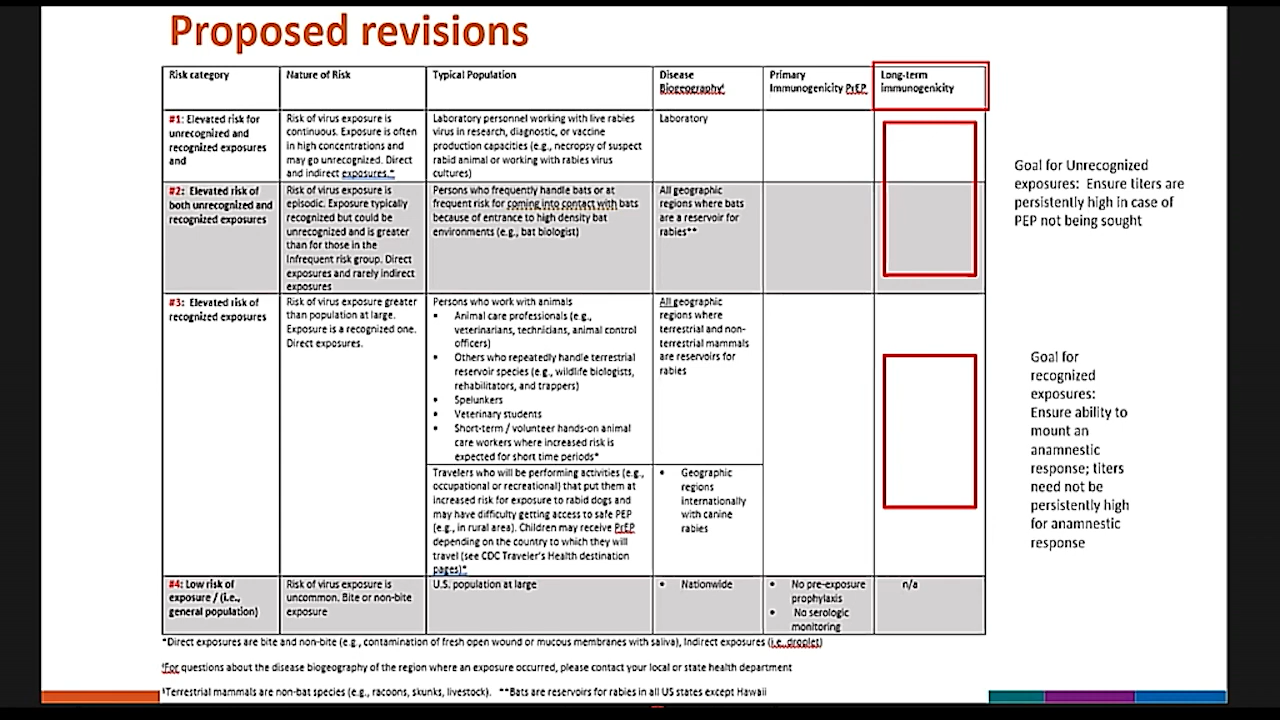 Proposed revisions
Risk category
Nature of Risk
Typical Population
Disease
Biogeography¹
Primary
Immunogenicity PrEP
Long-term
immunogenicity
#1: Elevated risk for
unrecognized and
recognized exposures
and
Risk of virus exposure is
continuous. Exposure is often
in high concentrations and
may go unrecognized. Direct
and indirect exposures.*
Laboratory personnel working with live rabies
virus in research, diagnostic, or vaccine
production capacities (e.g., necropsy of suspect
rabid animal or working with rabies virus
cultures)
Laboratory
#2: Elevated risk of
both unrecognized and
recognized exposures
Risk of virus exposure is
episodic. Exposure typically
recognized but could be
unrecognized and is greater
than for those in the
Infrequent risk group. Direct
exposures and rarely indirect
exposures
Persons who frequently handle bats or at
frequent risk for coming into contact with bats
because of entrance to high density bat
environments (e.g., bat biologist)
All geographic
regions where bats
are a reservoir for
rabies**
#3: Elevated risk of
recognized exposures
Risk of virus exposure greater
than population at large.
Exposure is a recognized one.
Direct exposures.
Persons who work with animals
• Animal care professionals (e.g.,
veterinarians, technicians, animal control
officers)
• Others who repeatedly handle terrestrial
reservoir species (e.g., wildlife biologists,
rehabilitators, and trappers)
• Spelunkers
• Veterinary students
• Short-term / volunteer hands-on animal
care workers where increased risk is
expected for short time periods*
All geographic
regions where
terrestrial and non-
terrestrial mammals
are reservoirs for
rabies
Travelers who will be performing activities (e.g.,
occupational or recreational) that put them at
increased risk for exposure to rabid dogs and
may have difficulty getting access to safe PEP
(e.g., in rural area). Children may receive PrEP
depending on the country to which they will
travel (see CDC Traveler's Health destination
pages)*
• Geographic
regions
internationally
with canine
rabies
#4: Low risk of
exposure / (i.e.,
general population)
Risk of virus exposure is
uncommon. Bite or non-bite
exposure
U.S. population at large
• Nationwide
• No pre-exposure
prophylaxis
• No serologic
monitoring
n/a
Goal for Unrecognized
exposures: Ensure titers are
persistently high in case of
PEP not being sought
Goal for
recognized
exposures:
Ensure ability to
mount an
anamnestic
response; titers
need not be
persistently high
for anamnestic
response
*Direct exposures are bite and non-bite (e.g., contamination of fresh open wound or mucous membranes with saliva), Indirect exposures (i.e. droplet)
For questions about the disease biogeography of the region where an exposure occurred, please contact your local or state health department
Terrestrial mammals are non-bat species (e.g., racoons, skunks, livestock). **Bats are reservoirs for rabies in all US states except Hawaii